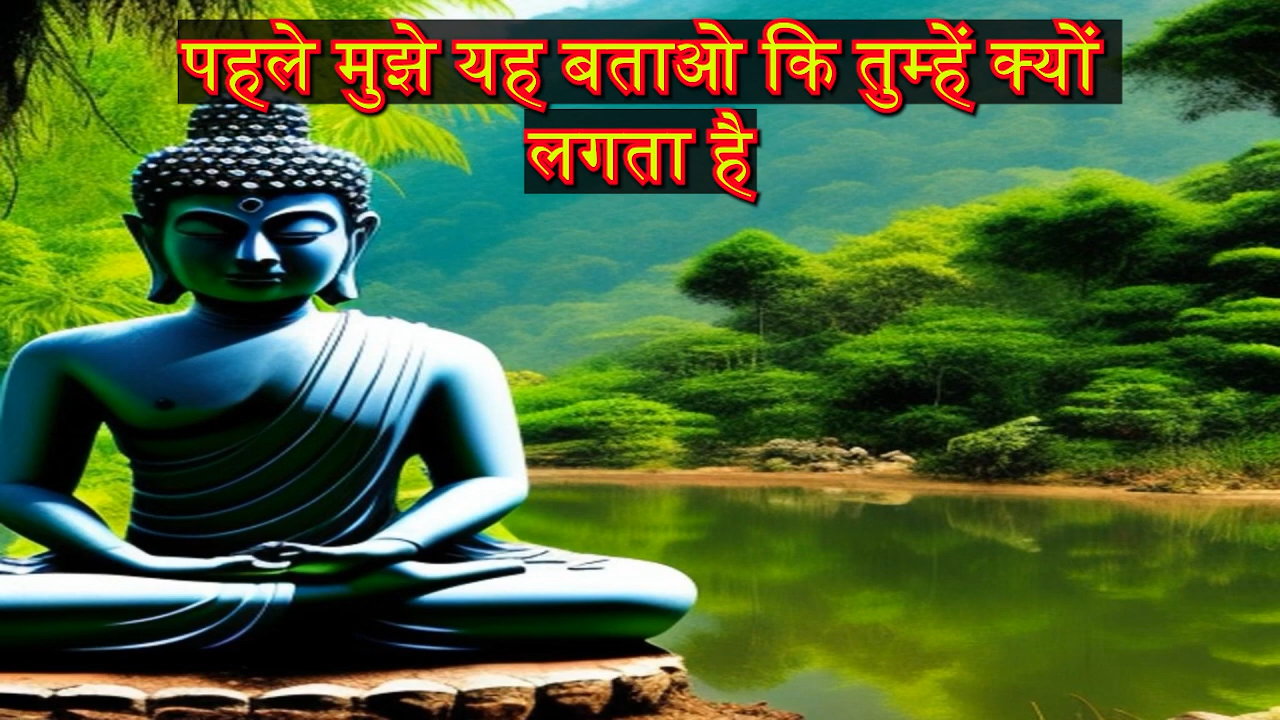 पहले मुझे यह बताओ कि तुम्हें क्यों
लगता है